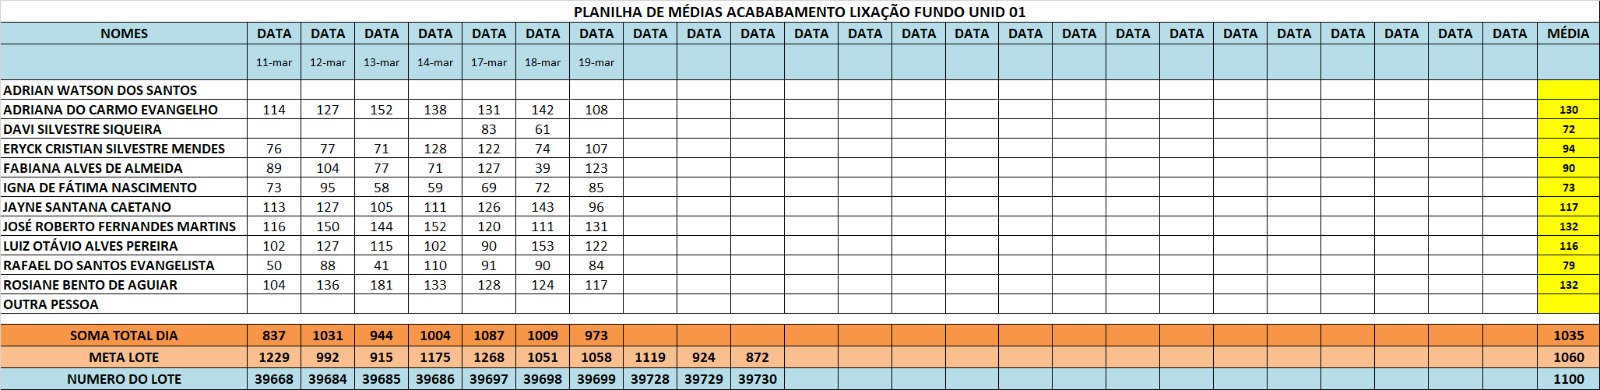 PLANILHA DE MÉDIAS ACABABAMENTO LIXAÇÃO FUNDO UNID 01
NOMES DATA DATA DATA DATA DATA DATA DATA DATA DATA DATA DATA DATA DATA DATA DATA DATA DATA DATA DATA DATA DATA DATA DATA DATA MÉDIA
11-mar 12-mar 13-mar 14-mar 17-mar 18-mar 19-mar
ADRIAN WATSON DOS SANTOS
ADRIANA DO CARMO EVANGELHO 114 127 152 138 131 142 108 130
DAVI SILVESTRE SIQUEIRA 83 61 72
ERYCK CRISTIAN SILVESTRE MENDES 76 77 71 128 122 74 107 94
FABIANA ALVES DE ALMEIDA 89 104 77 71 127 39 123 90
IGNA DE FÁTIMA NASCIMENTO 73 95 58 59 69 72 85 73
JAYNE SANTANA CAETANO 113 127 105 111 126 143 96 117
JOSÉ ROBERTO FERNANDES MARTINS 116 150 144 152 120 111 131 132
LUIZ OTÁVIO ALVES PEREIRA 102 127 115 102 90 153 122 116
RAFAEL DO SANTOS EVANGELISTA 50 88 41 110 91 90 84 79
ROSIANE BENTO DE AGUIAR 104 136 181 133 128 124 117 132
OUTRA PESSOA
SOMA TOTAL DIA 837 1031 944 1004 1087 1009 973 1035
META LOTE 1229 992 915 1175 1268 1051 1058 1119 924 872 1060
NUMERO DO LOTE 39668 39684 39685 39686 39697 39698 39699 39728 39729 39730 1100